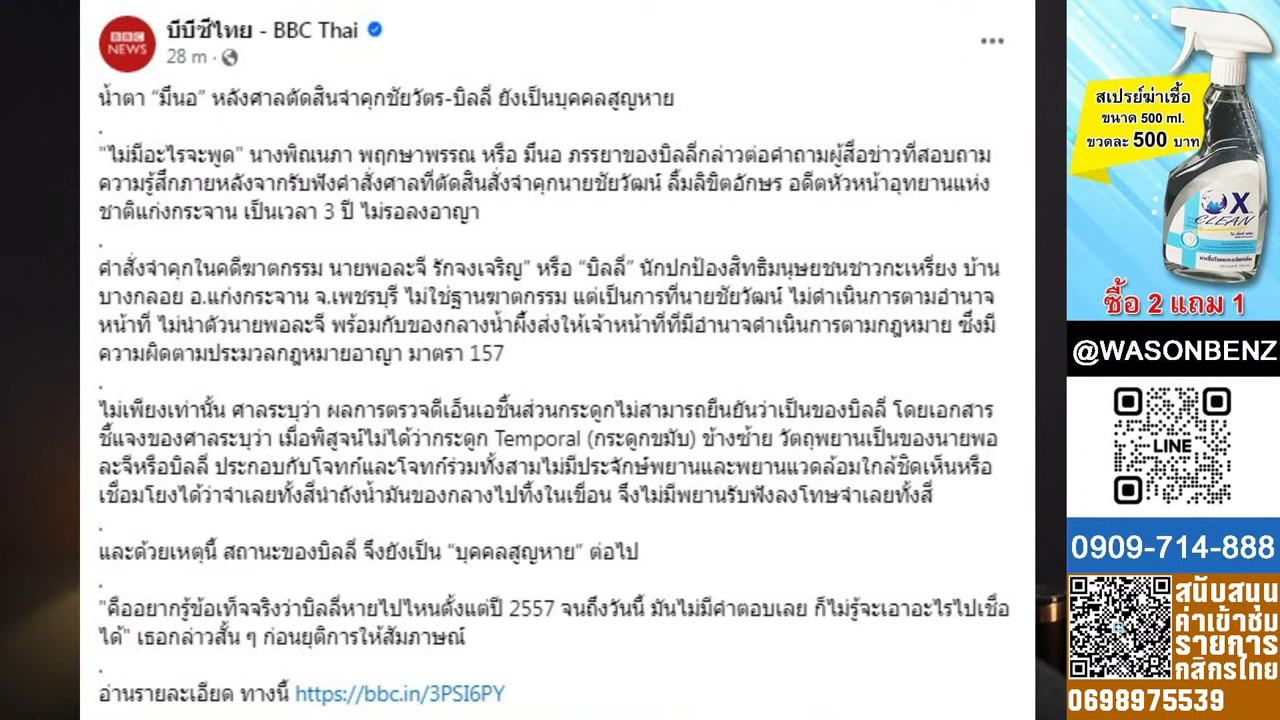 บีบีซีไทย - BBC Thai
28 m
BBC
NEWS
น้ำตา “มึนอ” หลังศาลตัดสินจำคุกชัยวัตร-บิลลี่ ยังเป็นบุคคลสูญหาย
.
"ไม่มีอะไรจะพูด" นางพิณนภา พฤกษาพรรณ หรือ มึนอ ภรรยาของบิลลี่กล่าวต่อคำถามผู้สื่อข่าวที่สอบถาม
ความรู้สึกภายหลังจากรับฟังคำสั่งศาลที่ตัดสินสั่งจำคุกนายชัยวัฒน์ ลิ้มลิขิตอักษร อดีตหัวหน้าอุทยานแห่ง
ชาติแก่งกระจาน เป็นเวลา 3 ปี ไม่รอลงอาญา
.
คำสั่งจำคุกในคดีฆาตกรรม นายพอละจี รักจงเจริญ” หรือ “บิลลี่” นักปกป้องสิทธิมนุษยชนชาวกะเหรี่ยง บ้าน
บางกลอย อ.แก่งกระจาน จ.เพชรบุรี ไม่ใช่ฐานฆาตกรรม แต่เป็นการที่นายชัยวัฒน์ ไม่ดำเนินการตามอำนาจ
หน้าที่ ไม่นำตัวนายพอละจี พร้อมกับของกลางน้ำผึ้งส่งให้เจ้าหน้าที่ที่มีอำนาจดำเนินการตามกฎหมาย ซึ่งมี
ความผิดตามประมวลกฎหมายอาญา มาตรา 157
.
ไม่เพียงเท่านั้น ศาลระบุว่า ผลการตรวจดีเอ็นเอชิ้นส่วนกระดูกไม่สามารถยืนยันว่าเป็นของบิลลี่ โดยเอกสาร
ชี้แจงของศาลระบุว่า เมื่อพิสูจน์ไม่ได้ว่ากระดูก Temporal (กระดูกขมับ) ข้างซ้าย วัตถุพยานเป็นของนายพอ
ละจีหรือบิลลี่ ประกอบกับโจทก์และโจทก์ร่วมทั้งสามไม่มีประจักษ์พยานและพยานแวดล้อมใกล้ชิดเห็นหรือ
เชื่อมโยงได้ว่าจำเลยทั้งสี่นำถังน้ำมันของกลางไปทิ้งในเขื่อน จึงไม่มีพยานรับฟังลงโทษจำเลยทั้งสี่
.
และด้วยเหตุนี้ สถานะของบิลลี่ จึงยังเป็น “บุคคลสูญหาย” ต่อไป
.
"คืออยากรู้ข้อเท็จจริงว่าบิลลี่หายไปไหนตั้งแต่ปี 2557 จนถึงวันนี้ มันไม่มีคำตอบเลย ก็ไม่รู้จะเอาอะไรไปเชื่อ
ได้" เธอกล่าวสั้น ๆ ก่อนยุติการให้สัมภาษณ์
.
อ่านรายละเอียด ทางนี้ https://bbc.in/3PSI6PY
สเปรย์ฆ่าเชื้อ
ขนาด 500 ml.
ขวดละ 500 บาท
OX
CLEAN
ซื้อ 2 แถม 1
@WASONBENZ
LINE
0909-714-888
สนับสนุน
ค่าเข้าชม
รายการ
กสิกรไทย
0698975539